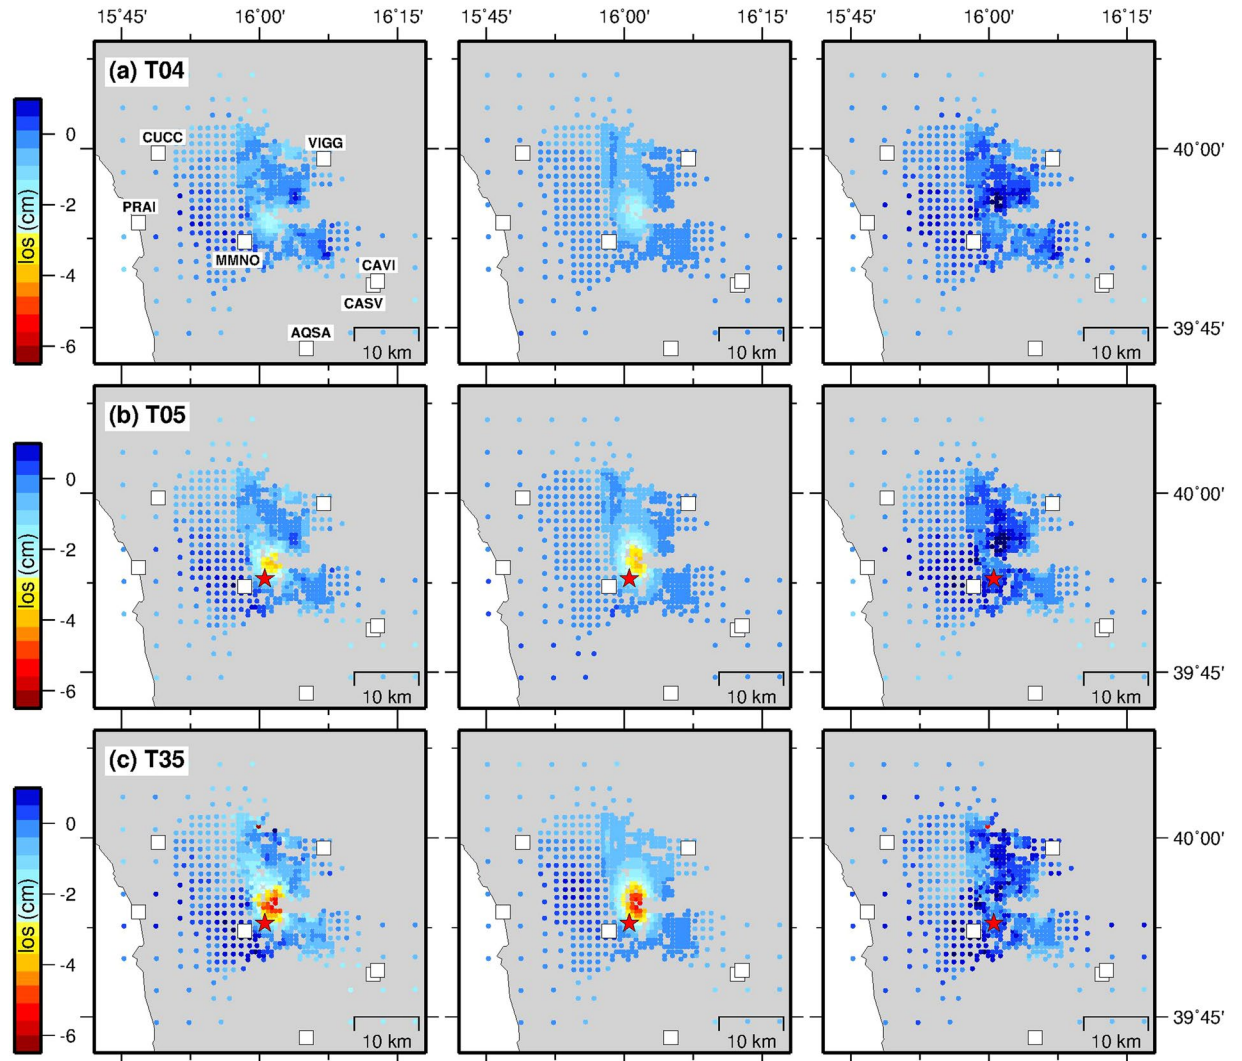 15˚45' 16˚00' 16˚15' 15˚45' 16˚00' 16˚15' 15˚45' 16˚00' 16˚15'
(a) T04
CUCC
VIGG
PRAI
MMNO
CAVI
CASV
AQSA
0
-2
-4
-6
los (cm)
10 km 10 km 10 km
40˚00'
39˚45'
(b) T05
0
-2
-4
-6
los (cm)
10 km 10 km 10 km
40˚00'
39˚45'
(c) T35
0
-2
-4
-6
los (cm)
10 km 10 km 10 km
40˚00'
39˚45'